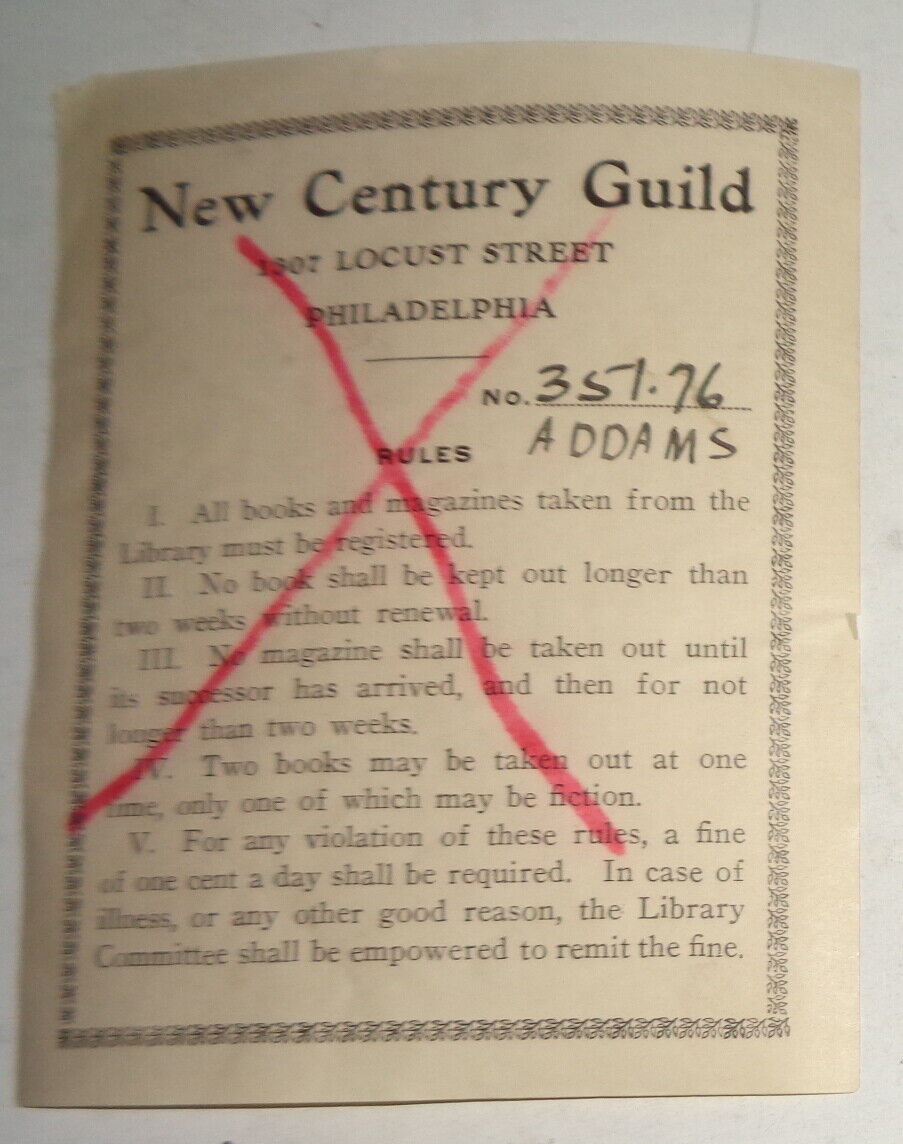 New Century Guild
1307 LOCUST STREET
PHILADELPHIA
No. 351.76
ADDAMS
RULES
I. All books and magazines taken from the
Library must be registered.
II. No book shall be kept out longer than
two weeks without renewal.
III. No magazine shall be taken out until
its successor has arrived, and then for not
longer than two weeks.
IV. Two books may be taken out at one
time, only one of which may be fiction.
V. For any violation of these rules, a fine
of one cent a day shall be required. In case of
illness, or any other good reason, the Library
Committee shall be empowered to remit the fine.